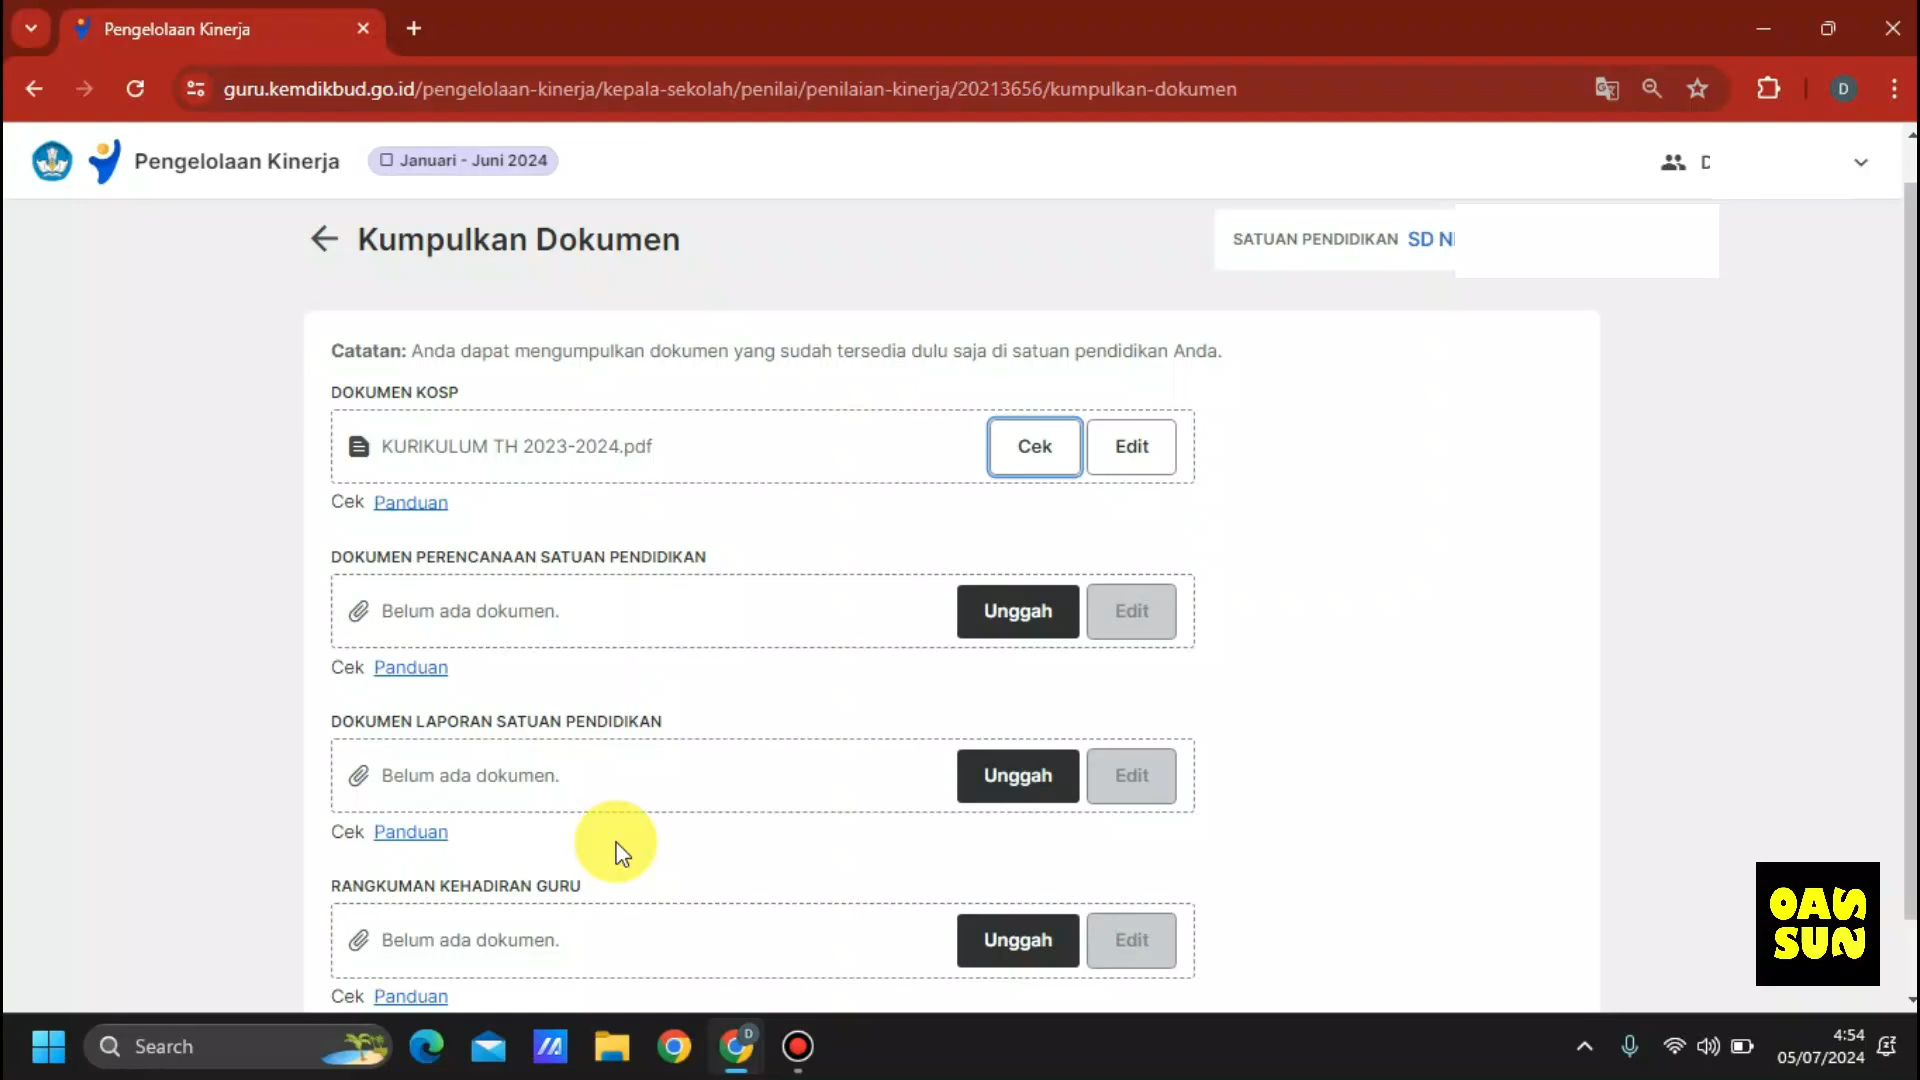 Pengelolaan Kinerja
guru.kemdikbud.go.id/pengelolaan-kinerja/kepala-sekolah/penilai/penilaian-kinerja/20213656/kumpulkan-dokumen
D
Pengelolaan Kinerja
Januari - Juni 2024
Kumpulkan Dokumen
SATUAN PENDIDIKAN SD
Catatan: Anda dapat mengumpulkan dokumen yang sudah tersedia dulu saja di satuan pendidikan Anda.
DOKUMEN KOSP
KURIKULUM TH 2023-2024.pdf
Cek
Edit
Cek Panduan
DOKUMEN PERENCANAAN SATUAN PENDIDIKAN
Belum ada dokumen.
Unggah
Edit
Cek Panduan
DOKUMEN LAPORAN SATUAN PENDIDIKAN
Belum ada dokumen.
Unggah
Edit
Cek Panduan
RANGKUMAN KEHADIRAN GURU
Belum ada dokumen.
Unggah
Edit
Cek Panduan
OAS
SUN
Search
D
4:54
05/07/2024